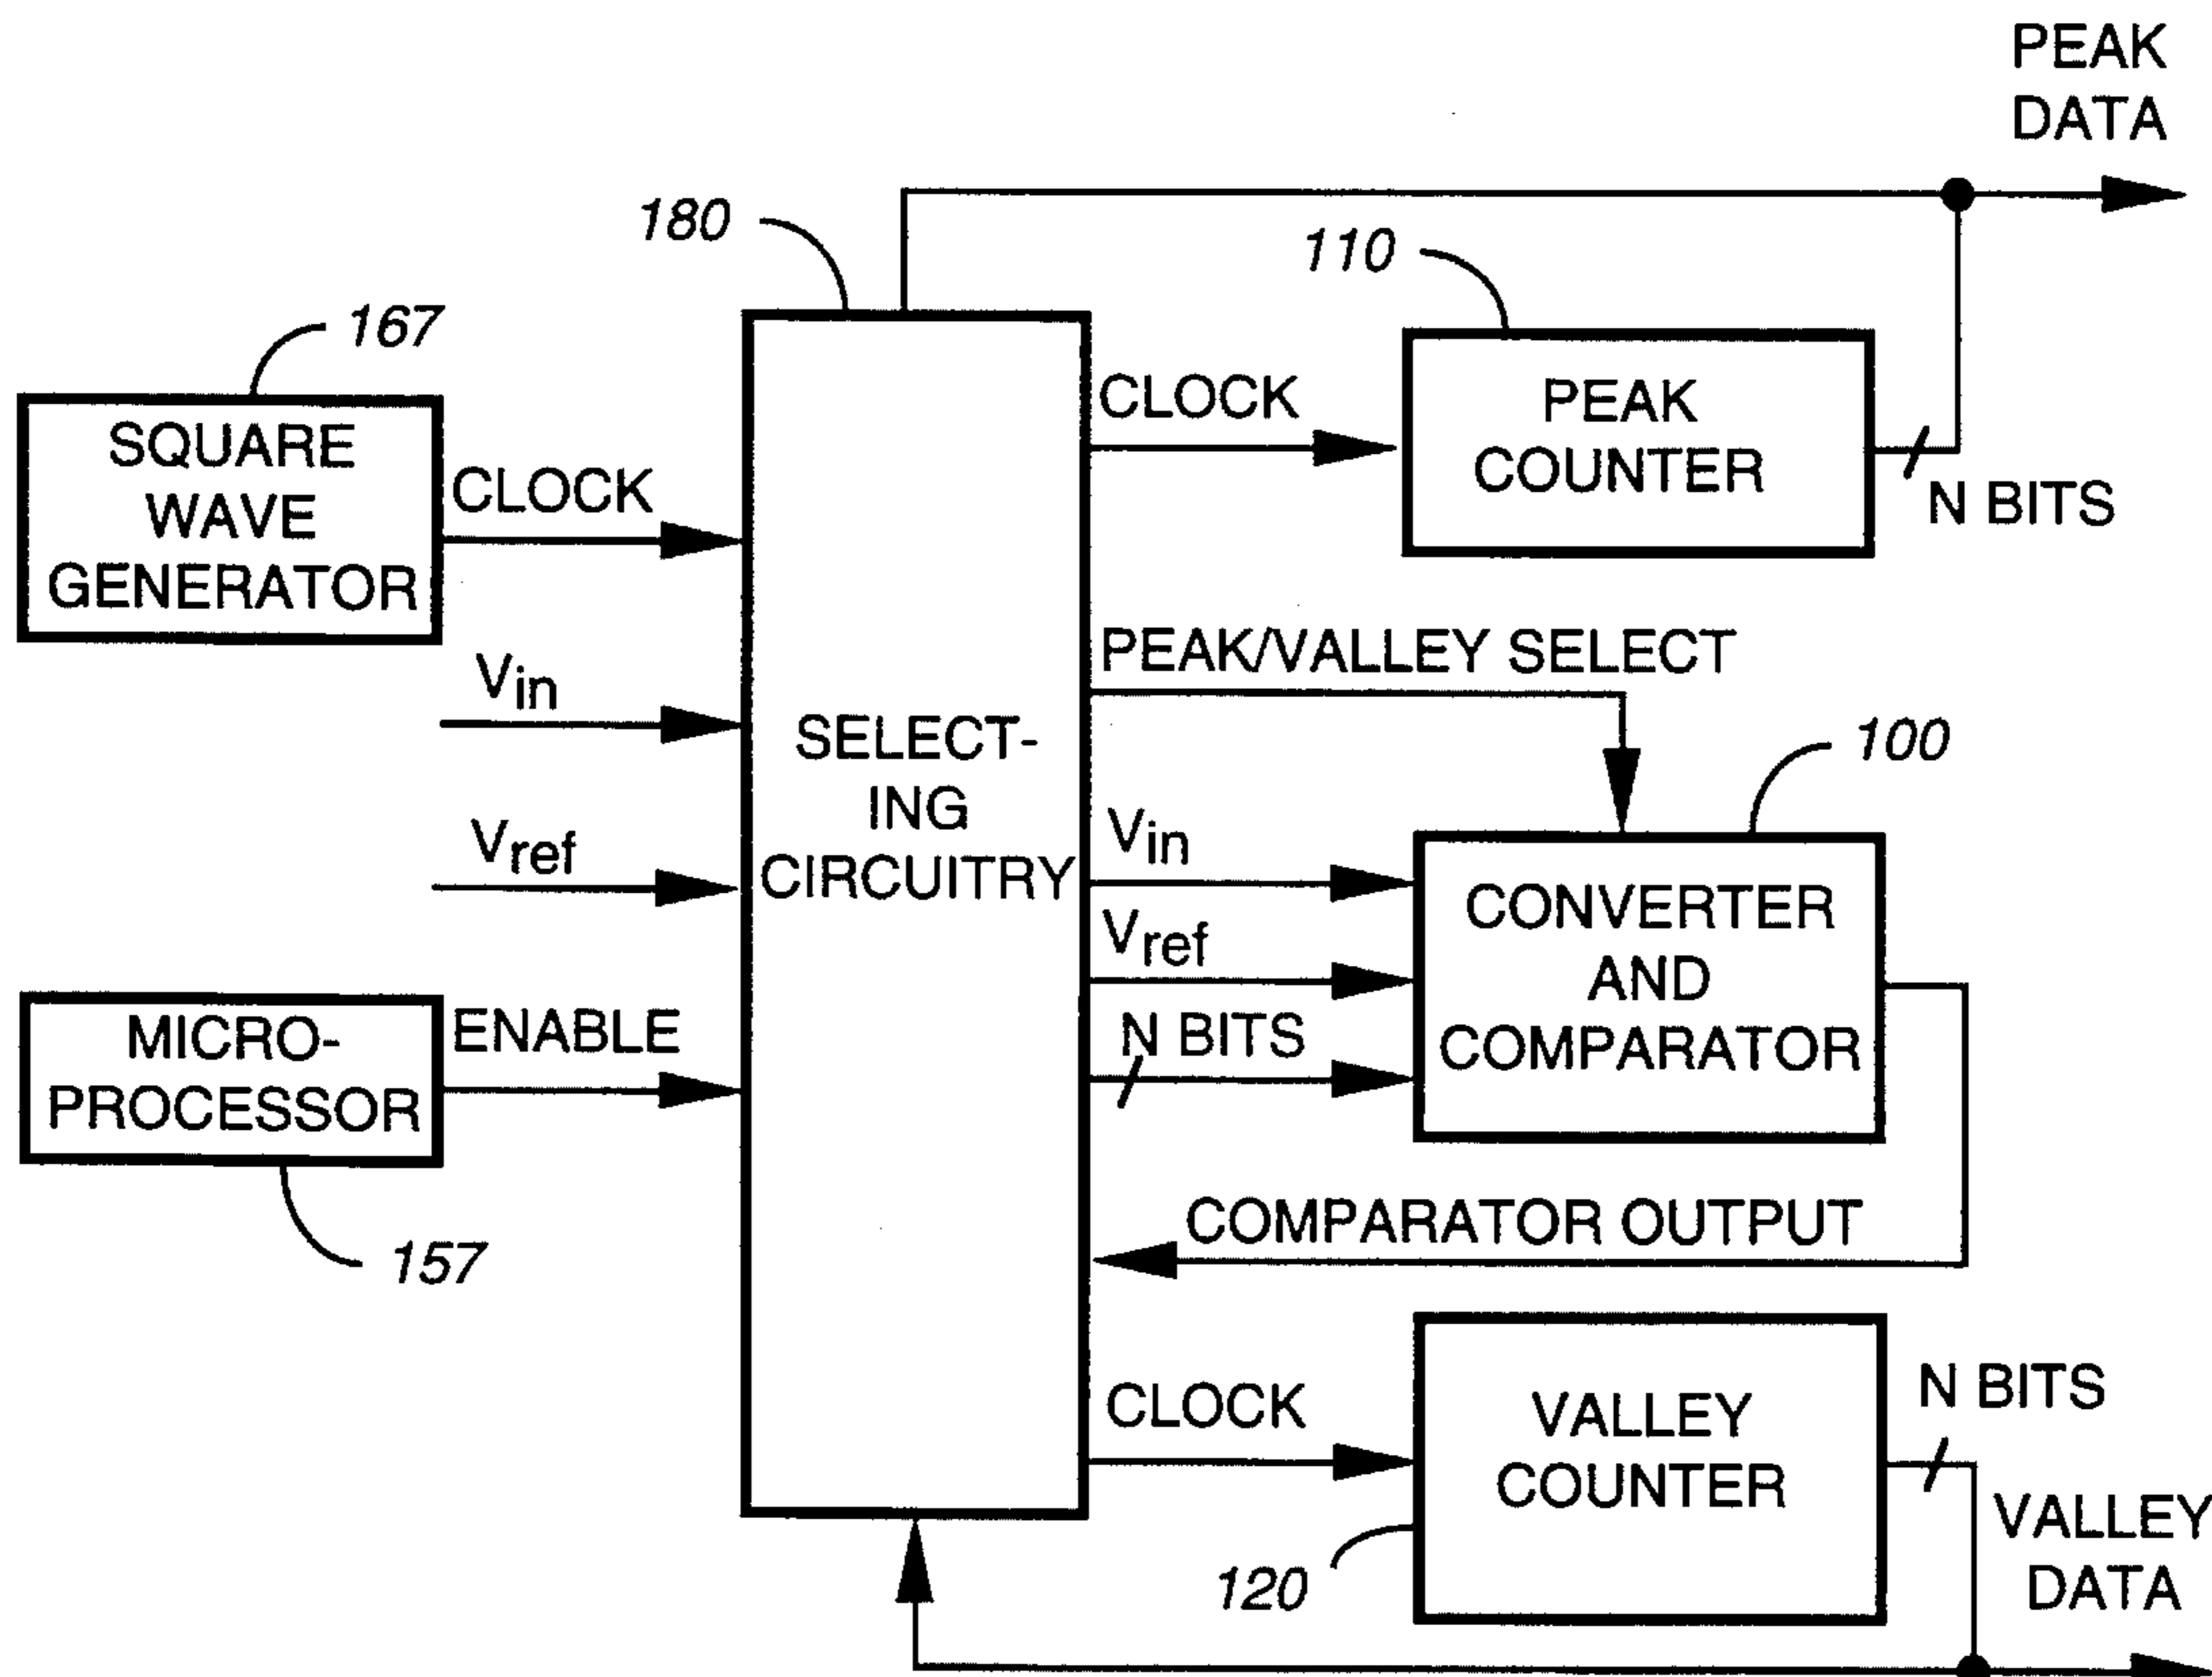 PEAK
DATA
180
110
167
SQUARE
WAVE
GENERATOR
CLOCK
CLOCK
PEAK
COUNTER
N BITS
Vin
PEAK/VALLEY SELECT
SELECT-
ING
CIRCUITRY
100
Vref
Vin
Vref
N BITS
CONVERTER
AND
COMPARATOR
MICRO-
PROCESSOR
ENABLE
157
COMPARATOR OUTPUT
CLOCK
VALLEY
COUNTER
N BITS
120
VALLEY
DATA